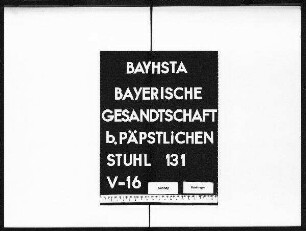 BAYHSTA
BAYERISCHE
GESANDTSCHAFT
b. PÄPSTLiCHEN
STUHL 131
V-16